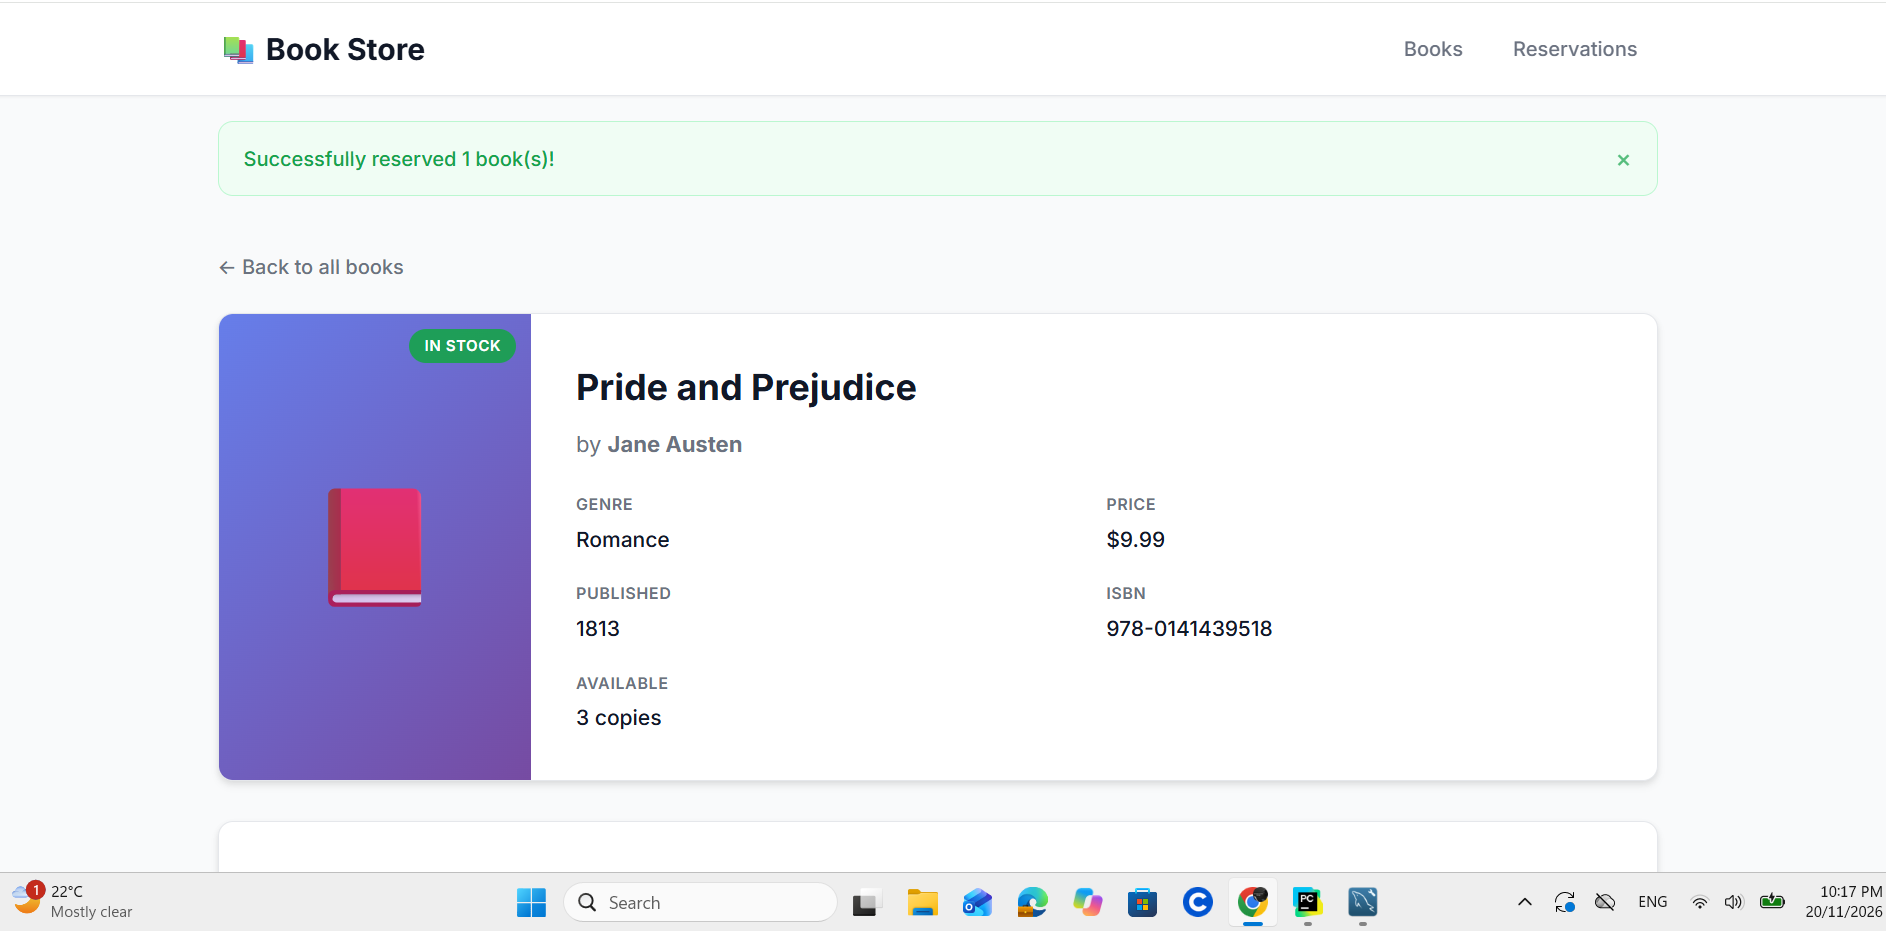 Book Store
Books
Reservations
Successfully reserved 1 book(s)!
×
← Back to all books
IN STOCK
Pride and Prejudice
by Jane Austen
GENRE
Romance
PRICE
$9.99
PUBLISHED
1813
ISBN
978-0141439518
AVAILABLE
3 copies
1
22°C
Mostly clear
Search
PC
ENG
10:17 PM
20/11/2026